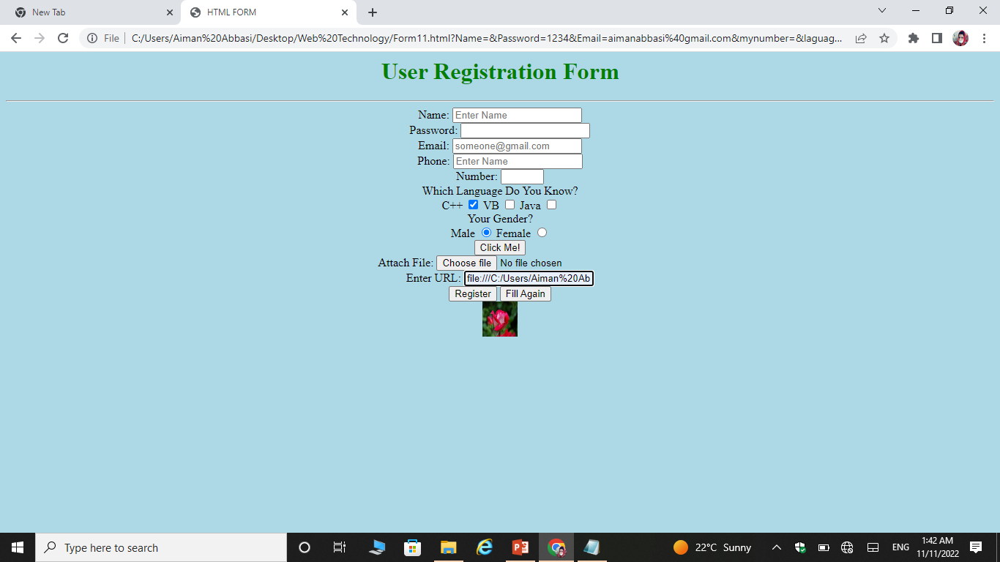 New Tab
HTML FORM
File C:/Users/Aiman%20Abbasi/Desktop/Web%20Technology/Form11.html?Name=&Password=1234&Email=aimanabbasi%40gmail.com&mynumber=&laguag...
User Registration Form
Name: Enter Name
Password:
Email: someone@gmail.com
Phone: Enter Name
Number:
Which Language Do You Know?
C++ VB Java
Your Gender?
Male Female
Click Me!
Attach File: Choose file No file chosen
Enter URL: file:///C:/Users/Aiman%20Ab
Register Fill Again
Type here to search
22°C Sunny
ENG
1:42 AM
11/11/2022